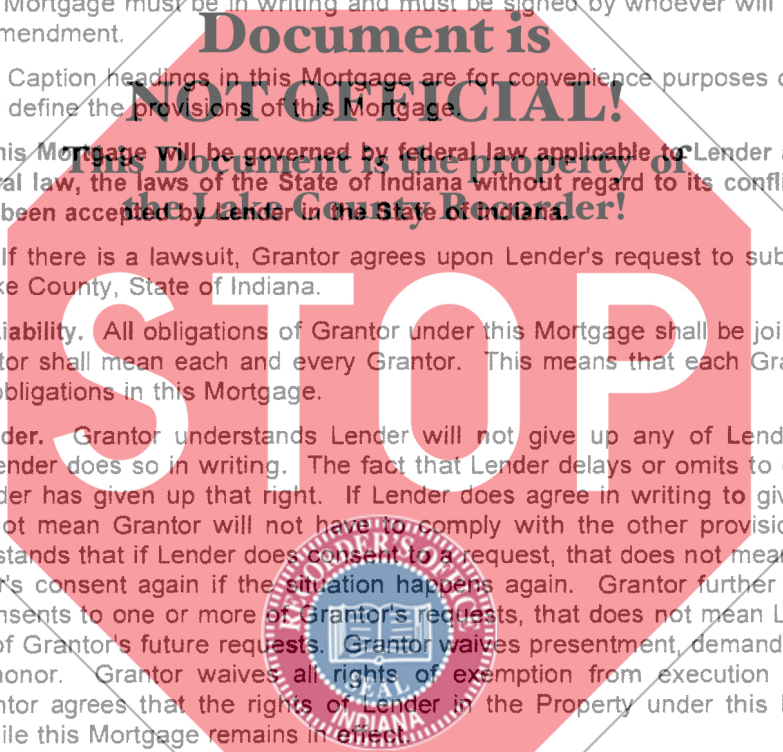 Mortgage must be in writing and must be signed by whoever will
mendment.
Document is
Caption headings in this Mortgage are for convenience purposes
define the provisions of this Mortgage.
NOT OFFICIAL!
his Mortgage will be governed by federal law applicable to Lender
This Document is the property of
ral law, the laws of the State of Indiana without regard to its confl
been accepted by Lender in the State of Indiana.
the Lake County Recorder!
If there is a lawsuit, Grantor agrees upon Lender's request to sub
ke County, State of Indiana.
STOP
iability. All obligations of Grantor under this Mortgage shall be joi
tor shall mean each and every Grantor. This means that each Gra
obligations in this Mortgage.
der. Grantor understands Lender will not give up any of Lend
ender does so in writing. The fact that Lender delays or omits to
der has given up that right. If Lender does agree in writing to giv
ot mean Grantor will not have to comply with the other provisio
stands that if Lender does consent to a request, that does not mea
r's consent again if the situation happens again. Grantor further
nsents to one or more of Grantor's requests, that does not mean L
of Grantor's future requests. Grantor waives presentment, demand
honor. Grantor waives all rights of exemption from execution
ntor agrees that the rights of Lender in the Property under this
ile this Mortgage remains in effect.
SEAL
INDIANA